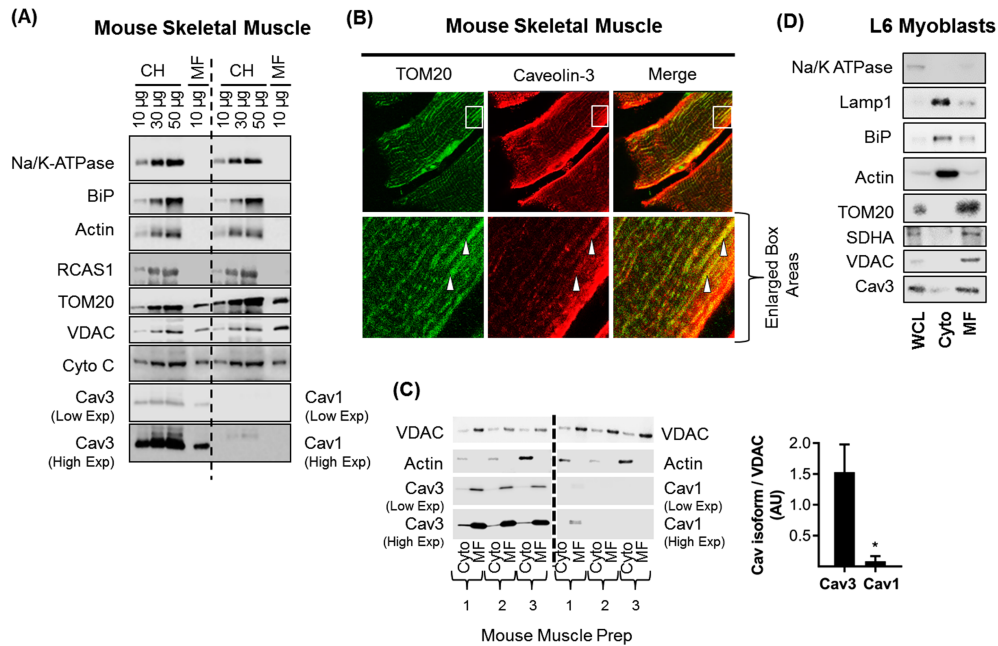 (A)
Mouse Skeletal Muscle
CH
MF
CH
MF
10 µg
30 µg
50 µg
10 µg
10 µg
30 µg
50 µg
10 µg
Na/K-ATPase
BiP
Actin
RCAS1
TOM20
VDAC
Cyto C
Cav3
(Low Exp)
Cav1
(Low Exp)
Cav3
(High Exp)
Cav1
(High Exp)
(B)
Mouse Skeletal Muscle
TOM20
Caveolin-3
Merge
Enlarged Box
Areas
(C)
VDAC
VDAC
Actin
Actin
Cav3
(Low Exp)
Cav1
(Low Exp)
Cav3
(High Exp)
Cav1
(High Exp)
Cyto
MF
Cyto
MF
Cyto
MF
Cyto
MF
Cyto
MF
Cyto
MF
1
2
3
1
2
3
Mouse Muscle Prep
Cav isoform / VDAC
(AU)
2.0
1.5
1.0
0.5
*
Cav3
Cav1
(D)
L6 Myoblasts
Na/K ATPase
Lamp1
BiP
Actin
TOM20
SDHA
VDAC
Cav3
WCL
Cyto
MF